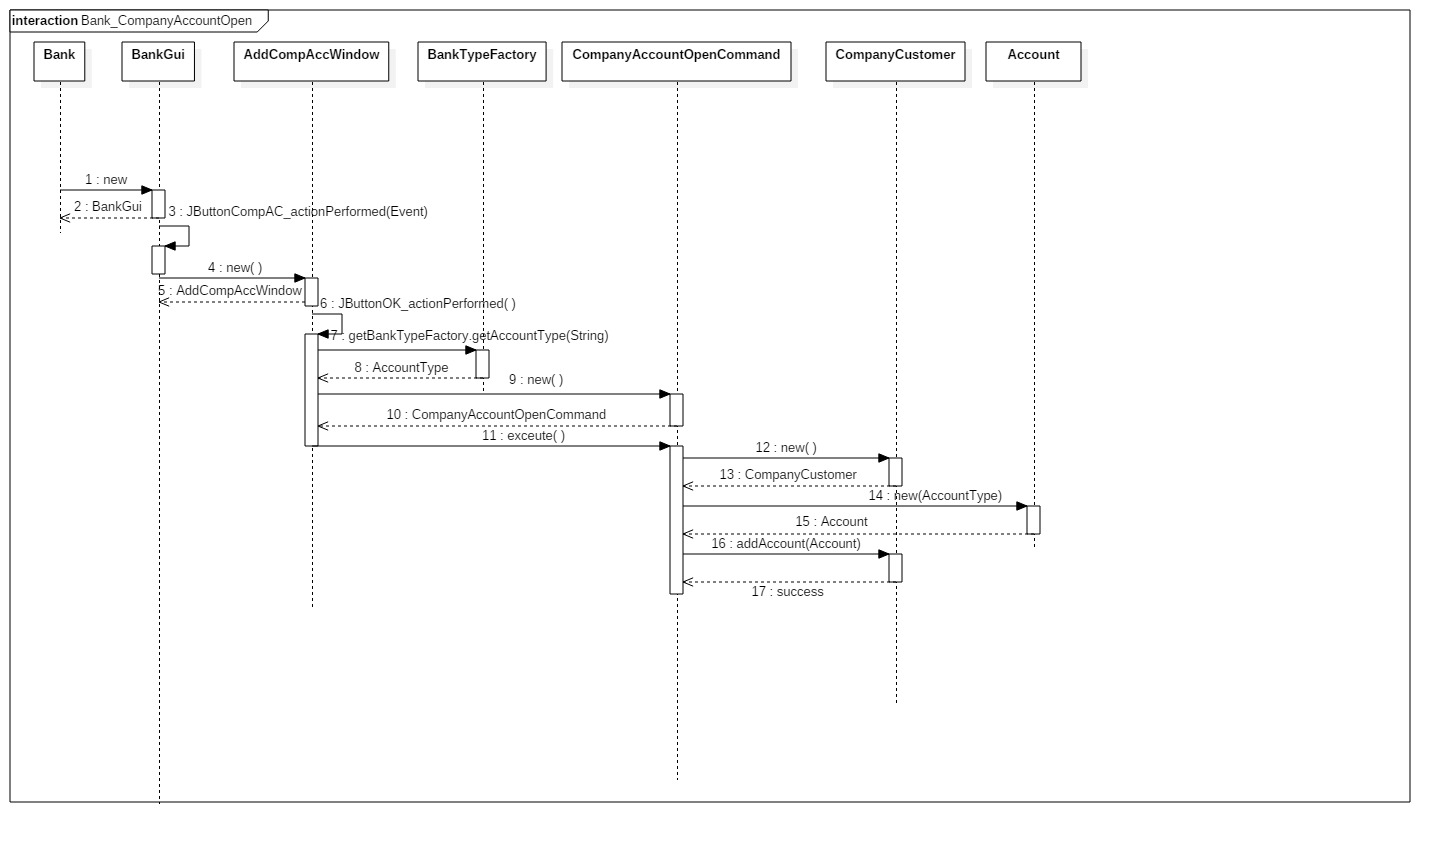 interaction Bank_CompanyAccountOpen
Bank
BankGui
AddCompAccWindow
BankTypeFactory
CompanyAccountOpenCommand
CompanyCustomer
Account
1 : new
2 : BankGui
3 : JButtonCompAC_actionPerformed(Event)
4 : new( )
5 : AddCompAccWindow
6 : JButtonOK_actionPerformed( )
7 : getBankTypeFactory.getAccountType(String)
8 : AccountType
9 : new( )
10 : CompanyAccountOpenCommand
11 : exceute( )
12 : new( )
13 : CompanyCustomer
14 : new(AccountType)
15 : Account
16 : addAccount(Account)
17 : success